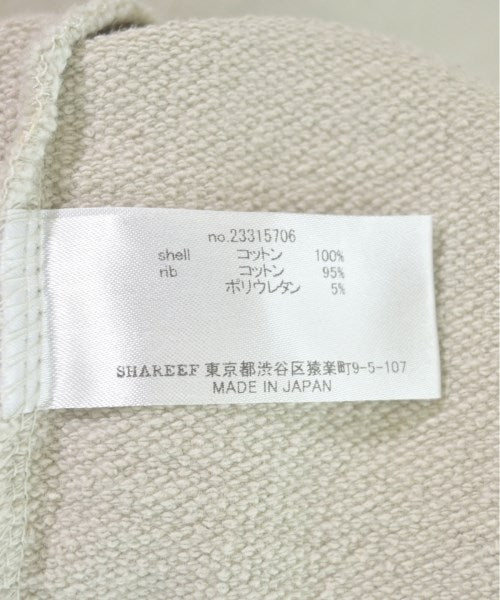 no.23315706
shell コットン 100%
rib コットン 95%
ポリウレタン 5%
SHAREEF 東京都渋谷区猿楽町9-5-107
MADE IN JAPAN